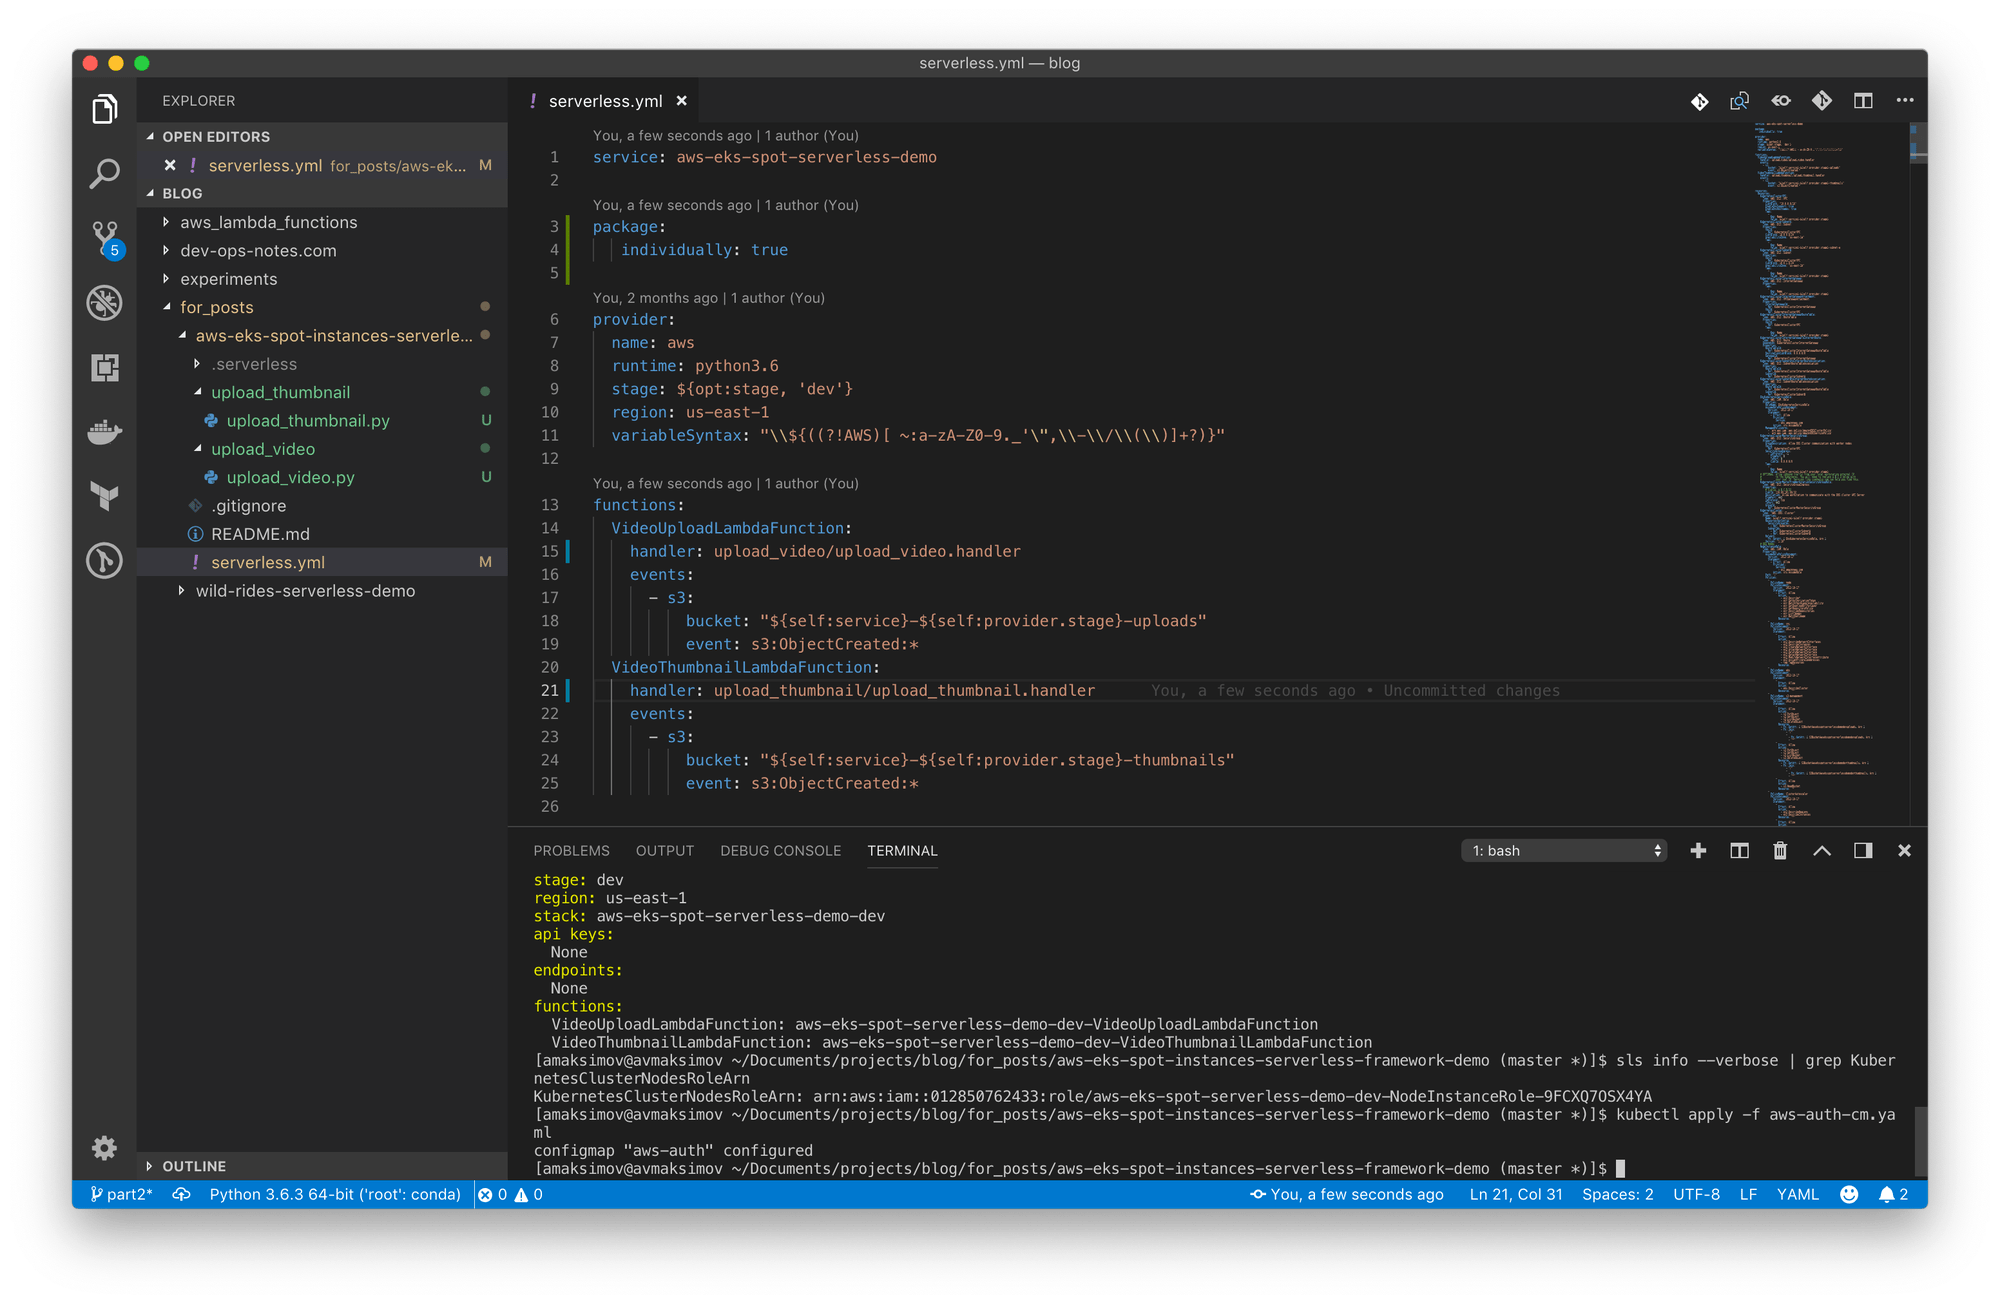 serverless.yml — blog
EXPLORER
OPEN EDITORS
serverless.yml for_posts/aws-ek... M
BLOG
aws_lambda_functions
dev-ops-notes.com
experiments
for_posts
aws-eks-spot-instances-serverle...
.serverless
upload_thumbnail
upload_thumbnail.py U
upload_video
upload_video.py U
.gitignore
README.md
serverless.yml M
wild-rides-serverless-demo
OUTLINE
5
serverless.yml
You, a few seconds ago | 1 author (You)
1 service: aws-eks-spot-serverless-demo
2
You, a few seconds ago | 1 author (You)
3 package:
4 individually: true
5
You, 2 months ago | 1 author (You)
6 provider:
7 name: aws
8 runtime: python3.6
9 stage: ${opt:stage, 'dev'}
10 region: us-east-1
11 variableSyntax: "\\${((?!AWS)[ ~:a-zA-Z0-9._'\",\\-\\/\\(\\)]+?)}"
12
You, a few seconds ago | 1 author (You)
13 functions:
14 VideoUploadLambdaFunction:
15 handler: upload_video/upload_video.handler
16 events:
17 - s3:
18 bucket: "${self:service}-${self:provider.stage}-uploads"
19 event: s3:ObjectCreated:*
20 VideoThumbnailLambdaFunction:
21 handler: upload_thumbnail/upload_thumbnail.handler You, a few seconds ago • Uncommitted changes
22 events:
23 - s3:
24 bucket: "${self:service}-${self:provider.stage}-thumbnails"
25 event: s3:ObjectCreated:*
26
PROBLEMS OUTPUT DEBUG CONSOLE TERMINAL 1: bash
stage: dev
region: us-east-1
stack: aws-eks-spot-serverless-demo-dev
api keys:
None
endpoints:
None
functions:
VideoUploadLambdaFunction: aws-eks-spot-serverless-demo-dev-VideoUploadLambdaFunction
VideoThumbnailLambdaFunction: aws-eks-spot-serverless-demo-dev-VideoThumbnailLambdaFunction
[amaksimov@avmaksimov ~/Documents/projects/blog/for_posts/aws-eks-spot-instances-serverless-framework-demo (master *)]$ sls info --verbose | grep Kuber
netesClusterNodesRoleArn
KubernetesClusterNodesRoleArn: arn:aws:iam::012850762433:role/aws-eks-spot-serverless-demo-dev-NodeInstanceRole-9FCXQ7OSX4YA
[amaksimov@avmaksimov ~/Documents/projects/blog/for_posts/aws-eks-spot-instances-serverless-framework-demo (master *)]$ kubectl apply -f aws-auth-cm.ya
ml
configmap "aws-auth" configured
[amaksimov@avmaksimov ~/Documents/projects/blog/for_posts/aws-eks-spot-instances-serverless-framework-demo (master *)]$
part2* Python 3.6.3 64-bit ('root': conda) 0 0 You, a few seconds ago Ln 21, Col 31 Spaces: 2 UTF-8 LF YAML 2